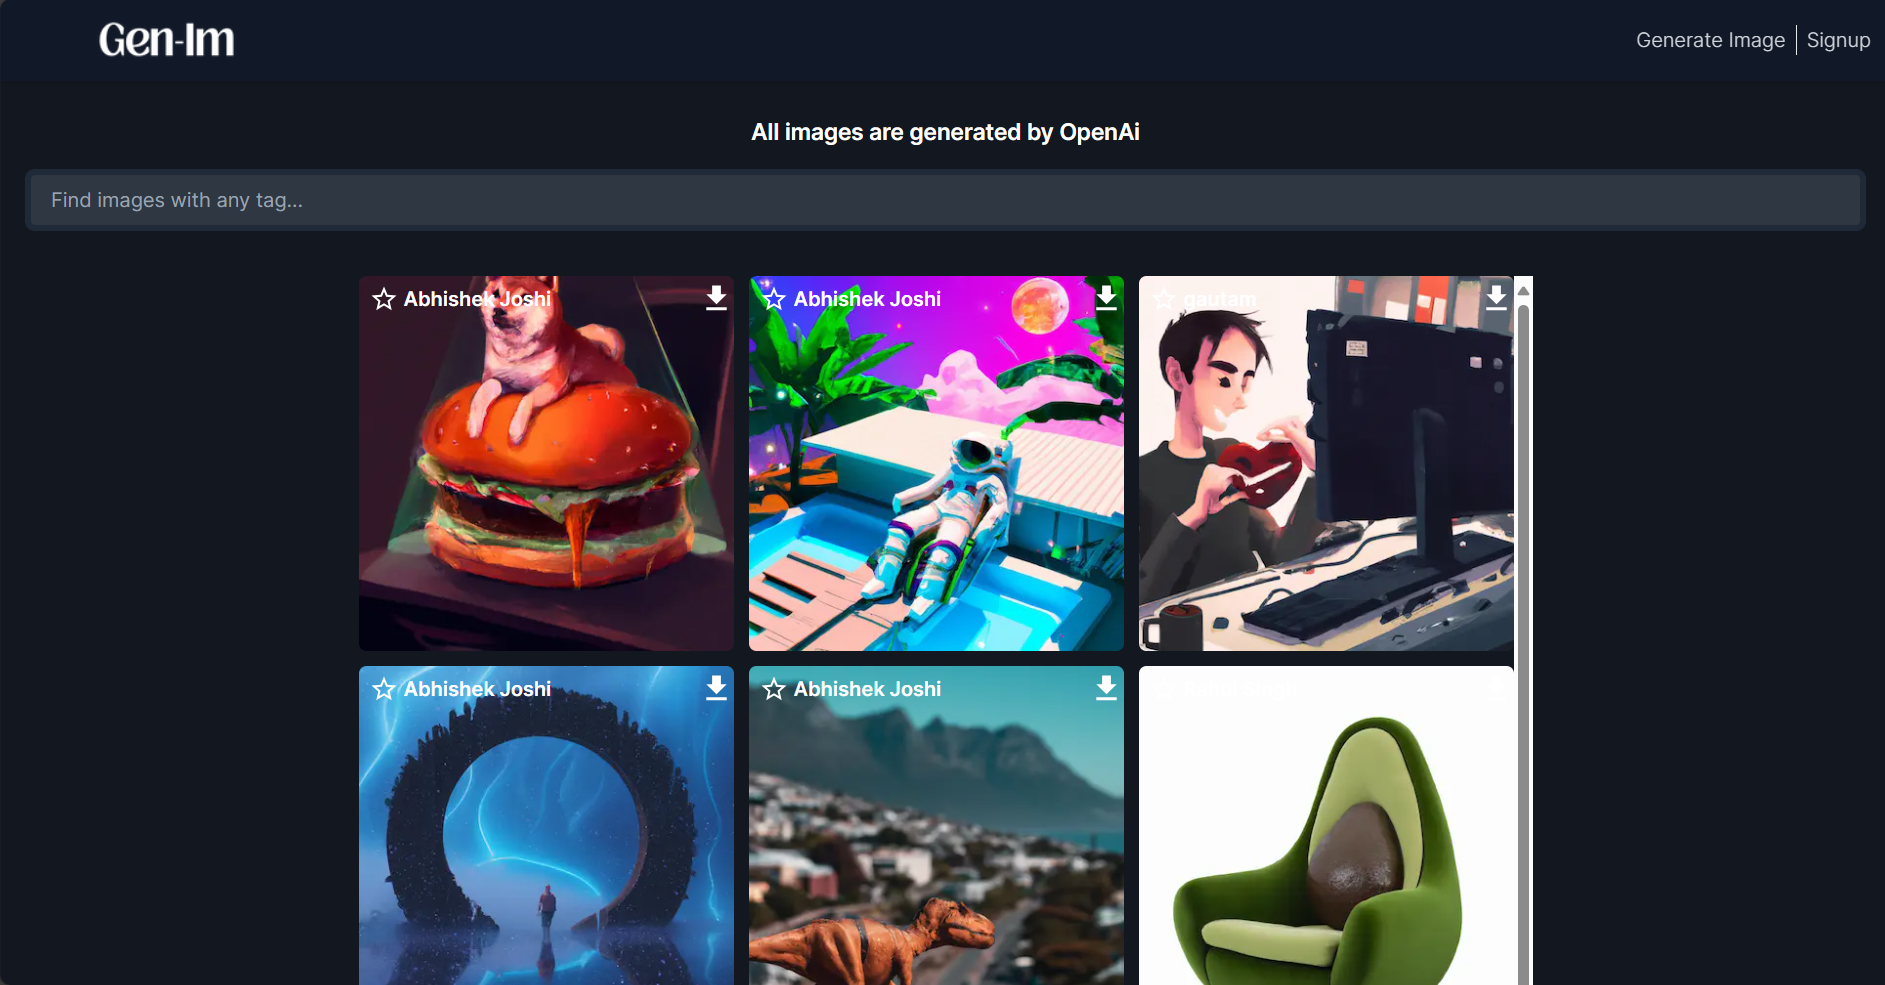 Gen-Im
Generate Image
Signup
All images are generated by OpenAi
Find images with any tag...
Abhishek Joshi
Abhishek Joshi
gautam
Abhishek Joshi
Abhishek Joshi